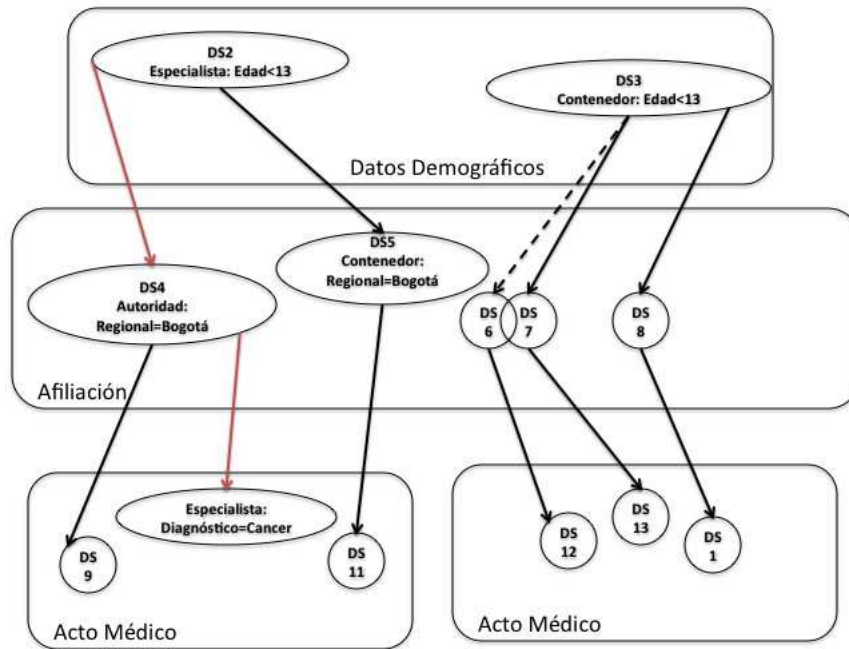 DS2
Especialista: Edad<13
DS3
Contenedor: Edad<13
Datos Demográficos
DS5
Contenedor:
Regional=Bogotá
DS4
Autoridad:
Regional=Bogotá
DS
6
DS
7
DS
8
Afiliación
Especialista:
Diagnóstico=Cancer
DS
9
DS
11
Acto Médico
DS
12
DS
13
DS
1
Acto Médico